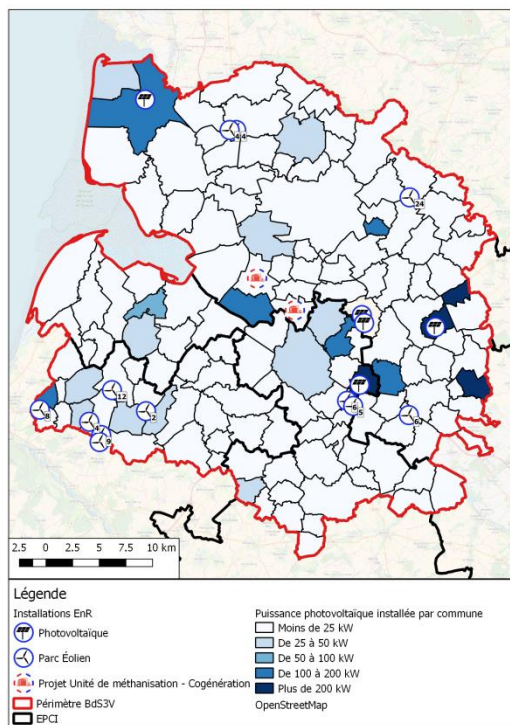 4 4
24
12
8
4
2
9
6
5
6
2.5 0 2.5 5 7.5 10 km
Légende
Installations EnR
Photovoltaïque
Parc Éolien
Projet Unité de méthanisation - Cogénération
Périmètre BdS3V
EPCI
Puissance photovoltaïque installée par commune
Moins de 25 kW
De 25 à 50 kW
De 50 à 100 kW
De 100 à 200 kW
Plus de 200 kW
OpenStreetMap